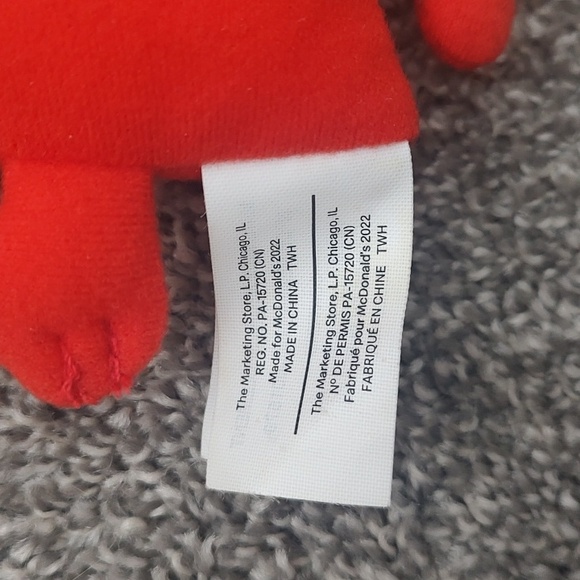 The Marketing Store, L.P. Chicago, IL
REG. NO. PA-15720 (CN)
Made for McDonald's 2022
MADE IN CHINA TWH
The Marketing Store, L.P. Chicago, IL
Nº DE PERMIS PA-15720 (CN)
Fabriqué pour McDonald's 2022
FABRIQUÉ EN CHINE TWH